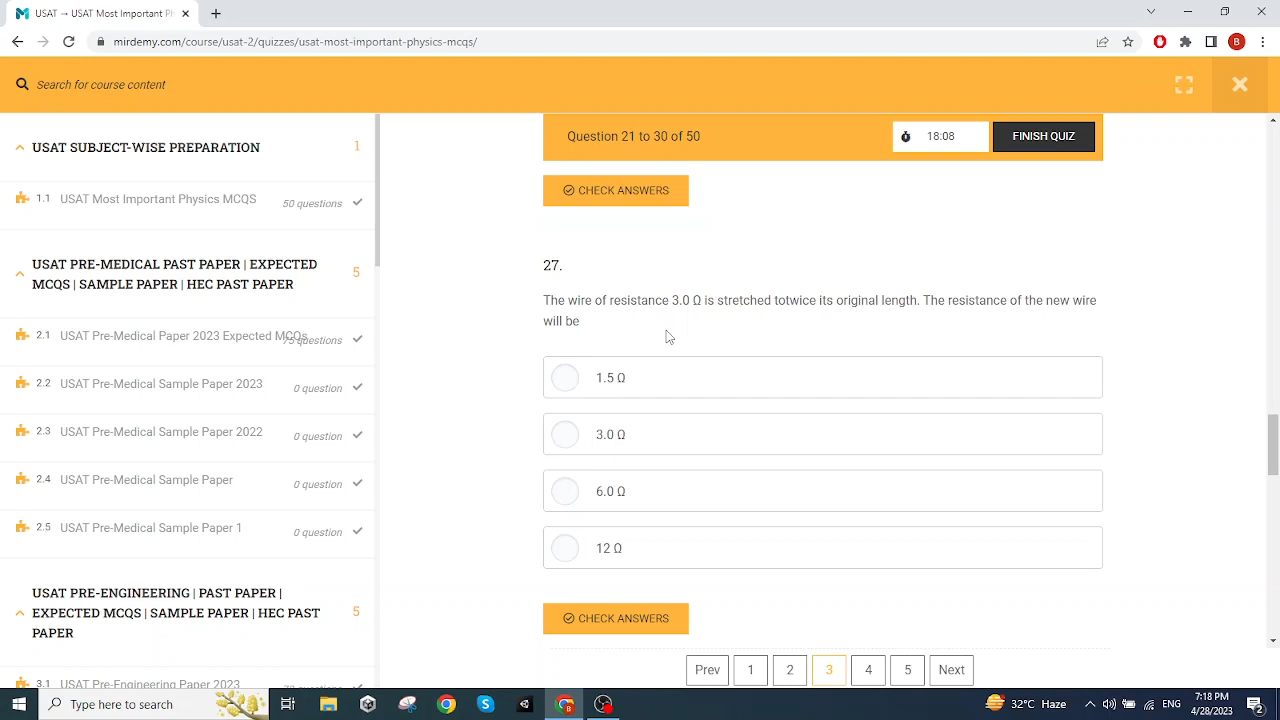 USAT → USAT Most Important Ph
mirdemy.com/course/usat-2/quizzes/usat-most-important-physics-mcqs/
B
Search for course content
USAT SUBJECT-WISE PREPARATION 1
1.1 USAT Most Important Physics MCQS 50 questions
USAT PRE-MEDICAL PAST PAPER | EXPECTED 5
MCQS | SAMPLE PAPER | HEC PAST PAPER
2.1 USAT Pre-Medical Paper 2023 Expected MCQs 75 questions
2.2 USAT Pre-Medical Sample Paper 2023 0 question
2.3 USAT Pre-Medical Sample Paper 2022 0 question
2.4 USAT Pre-Medical Sample Paper 0 question
2.5 USAT Pre-Medical Sample Paper 1 0 question
USAT PRE-ENGINEERING | PAST PAPER |
EXPECTED MCQS | SAMPLE PAPER | HEC PAST 5
PAPER
3.1 USAT Pre-Engineering Paper 2023
Question 21 to 30 of 50 18:08 FINISH QUIZ
CHECK ANSWERS
27.
The wire of resistance 3.0 Ω is stretched totwice its original length. The resistance of the new wire
will be
1.5 Ω
3.0 Ω
6.0 Ω
12 Ω
CHECK ANSWERS
Prev 1 2 3 4 5 Next
Type here to search
32°C Haze
7:18 PM
4/28/2023
2